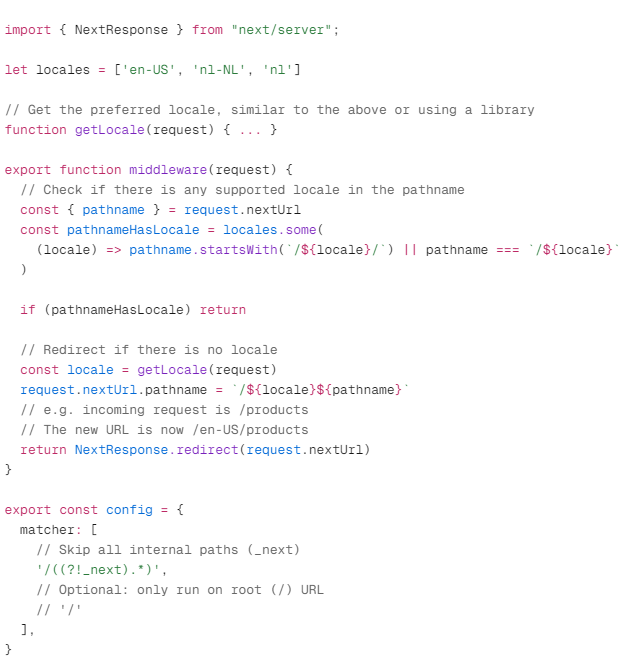 import { NextResponse } from "next/server";

let locales = ['en-US', 'nl-NL', 'nl']

// Get the preferred locale, similar to the above or using a library
function getLocale(request) { ... }

export function middleware(request) {
  // Check if there is any supported locale in the pathname
  const { pathname } = request.nextUrl
  const pathnameHasLocale = locales.some(
    (locale) => pathname.startsWith(`/${locale}/`) || pathname === `/${locale}`
  )

  if (pathnameHasLocale) return

  // Redirect if there is no locale
  const locale = getLocale(request)
  request.nextUrl.pathname = `/${locale}${pathname}`
  // e.g. incoming request is /products
  // The new URL is now /en-US/products
  return NextResponse.redirect(request.nextUrl)
}

export const config = {
  matcher: [
    // Skip all internal paths (_next)
    '/((?!_next).*)',
    // Optional: only run on root (/) URL
    // '/'
  ],
}